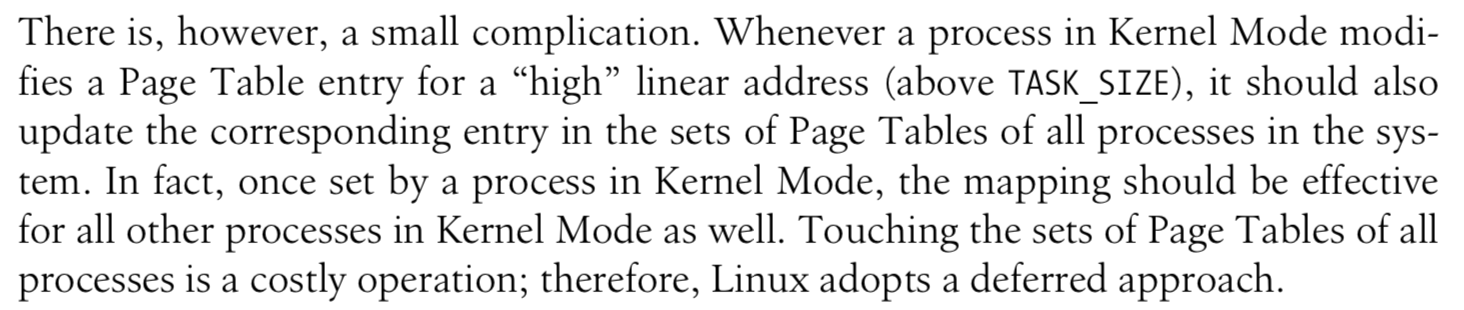 There is, however, a small complication. Whenever a process in Kernel Mode modi-
fies a Page Table entry for a “high” linear address (above TASK_SIZE), it should also
update the corresponding entry in the sets of Page Tables of all processes in the sys-
tem. In fact, once set by a process in Kernel Mode, the mapping should be effective
for all other processes in Kernel Mode as well. Touching the sets of Page Tables of all
processes is a costly operation; therefore, Linux adopts a deferred approach.